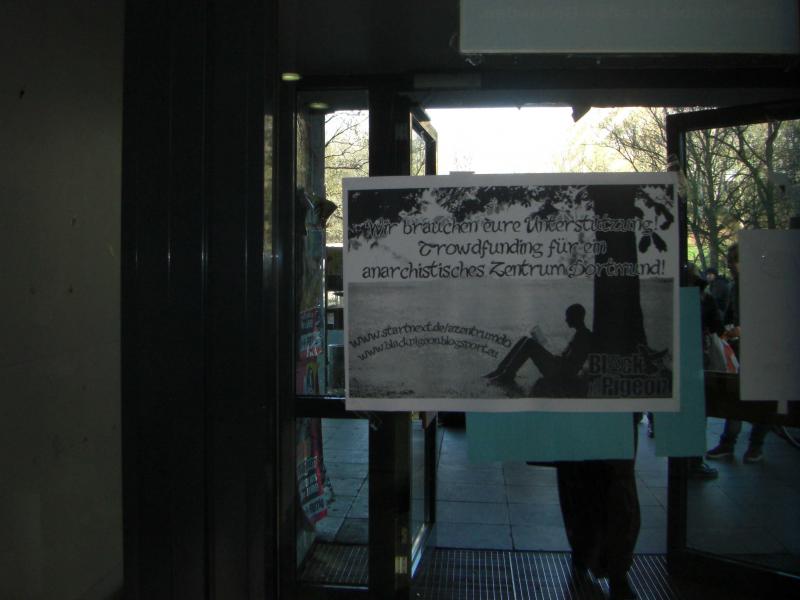 Wir brauchen eure Unterstützung!
Crowdfunding für ein
anarchistisches Zentrum Dortmund!
www.startnext.de/azentrumdo
www.blackpigeon.blogsport.eu
Black
Pigeon